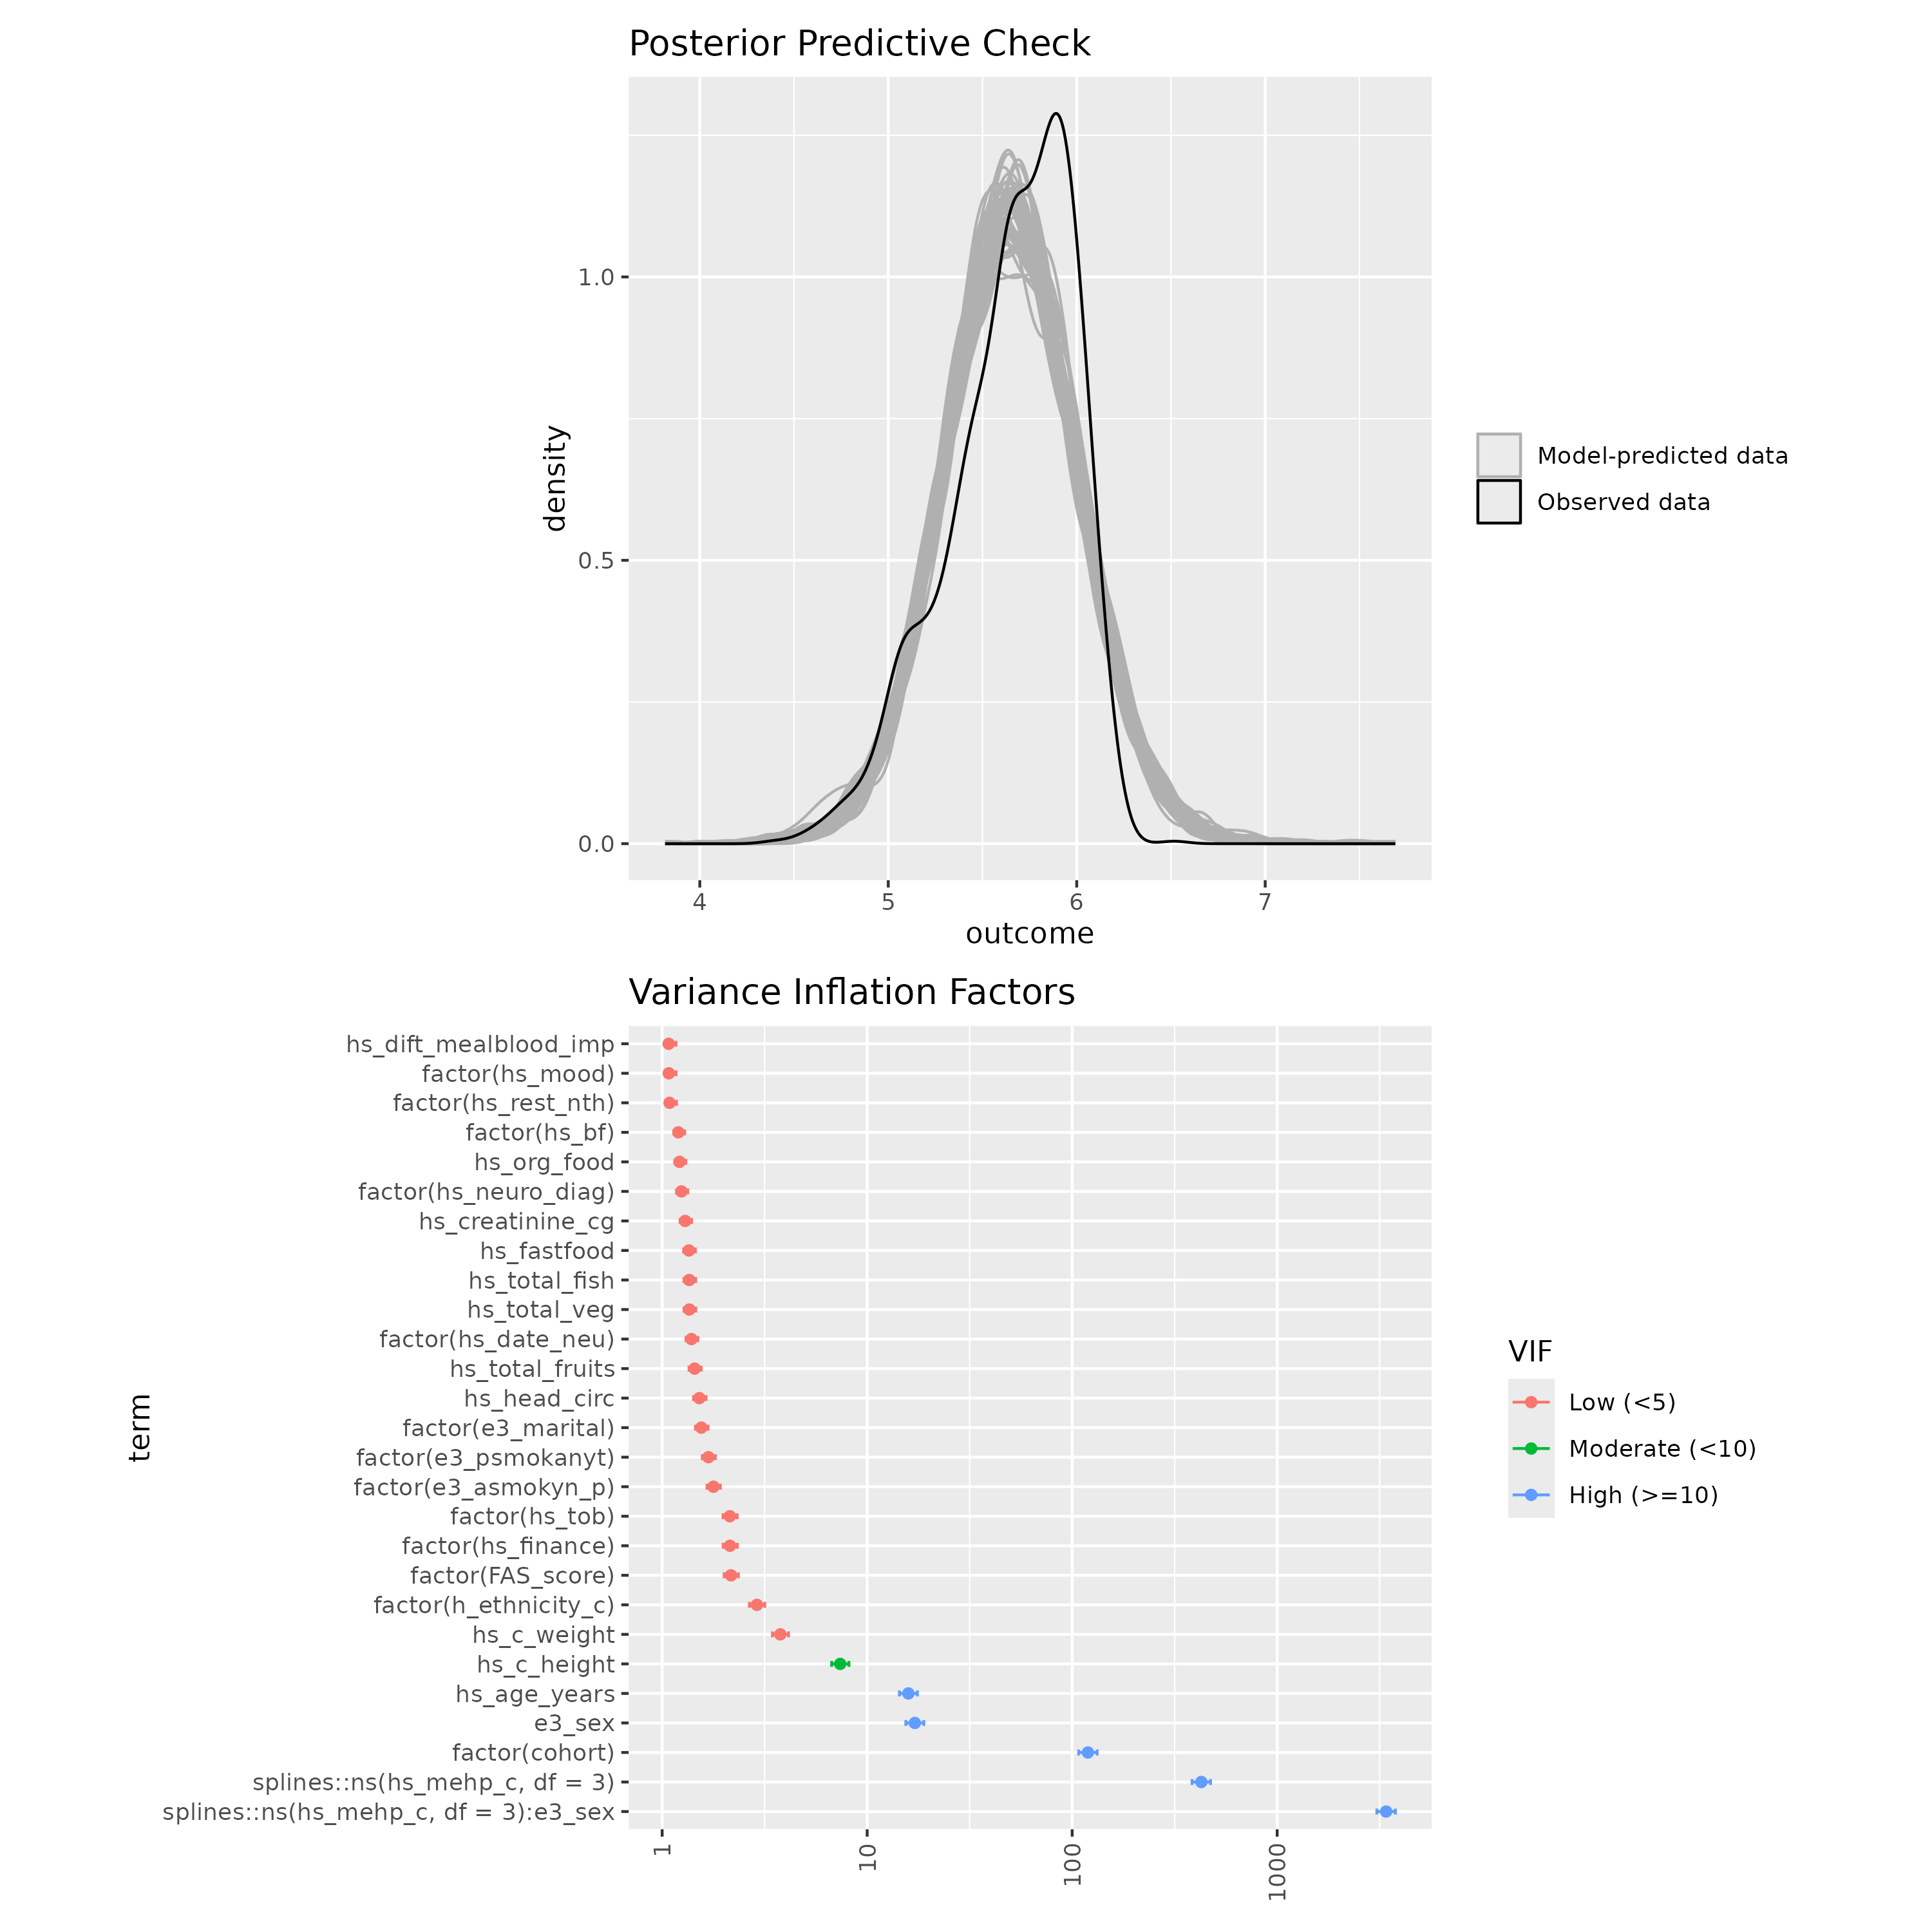 Posterior Predictive Check
density
1.0
0.5
0.0
4 5 6 7
outcome
Model-predicted data
Observed data
Variance Inflation Factors
term
hs_dift_mealblood_imp
factor(hs_mood)
factor(hs_rest_nth)
factor(hs_bf)
hs_org_food
factor(hs_neuro_diag)
hs_creatinine_cg
hs_fastfood
hs_total_fish
hs_total_veg
factor(hs_date_neu)
hs_total_fruits
hs_head_circ
factor(e3_marital)
factor(e3_psmokanyt)
factor(e3_asmokyn_p)
factor(hs_tob)
factor(hs_finance)
factor(FAS_score)
factor(h_ethnicity_c)
hs_c_weight
hs_c_height
hs_age_years
e3_sex
factor(cohort)
splines::ns(hs_mehp_c, df = 3)
splines::ns(hs_mehp_c, df = 3):e3_sex
1 10 100 1000
VIF
Low (<5)
Moderate (<10)
High (>=10)